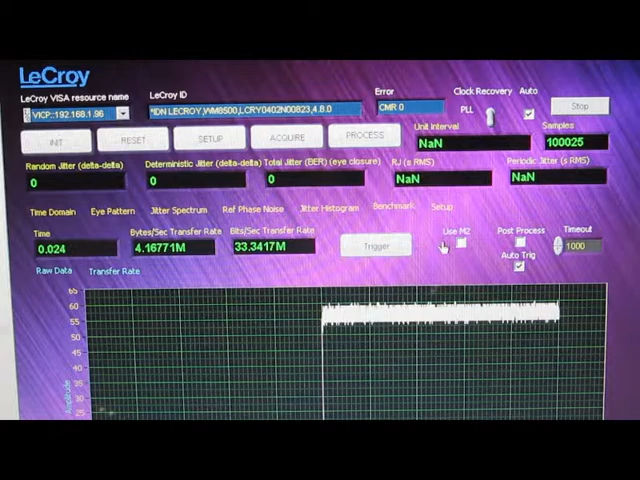 LeCroy
LeCroy VISA resource name
LeCroy ID
Error
Clock Recovery
Auto
VICP::192.168.1.96
*IDN LECROY,WM8500,LCRY0402N00823,4.8.0
CMR 0
PLL
Stop
INIT
RESET
SETUP
ACQUIRE
PROCESS
Unit Interval
NaN
Samples
100025
Random Jitter (delta-delta)
0
Deterministic Jitter (delta-delta)
0
Total Jitter (BER) (eye closure)
0
RJ (s RMS)
NaN
Periodic Jitter (s RMS)
NaN
Time Domain
Eye Pattern
Jitter Spectrum
Ref Phase Noise
Jitter Histogram
Benchmark
Setup
Time
0.024
Bytes/Sec Transfer Rate
4.16771M
Bits/Sec Transfer Rate
33.3417M
Trigger
Use M2
Post Process
Auto Trig
Timeout
1000
Raw Data
Transfer Rate
65
60
55
50
45
40
35
30
25
Amplitude